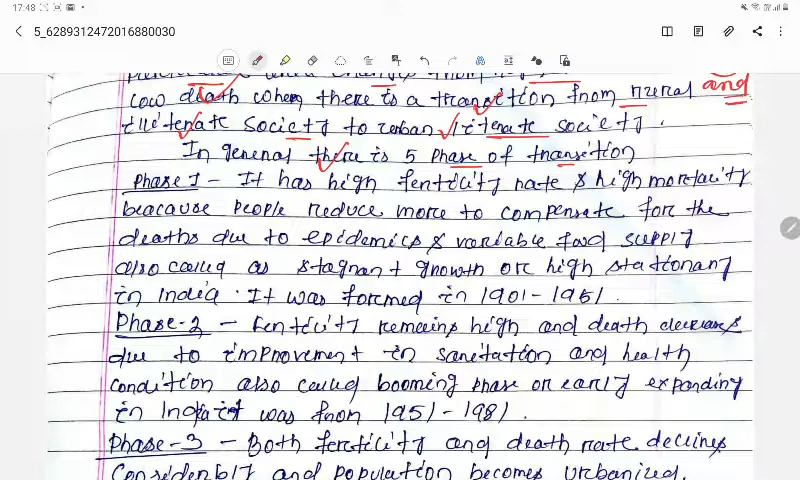 17:48
5_6289312472016880030
low death when there is a transition from rural and
illiterate society to urban literate society.
In general there is 5 phase of transition
Phase 1 - It has high fertility rate & high mortality
beacause people reduce more to compensate for the
deaths due to epidemics & variable food supply
also called as stagnant growth or high stationary
in India. It was formed in 1901-1951.
Phase-2 - Fertility remains high and death decreases
due to improvement in sanitation and health
condition also called booming phase or early expanding
in India it was from 1951-1981.
Phase-3 - Both fertility and death rate declines
Considerbly and population becomes urbanized.